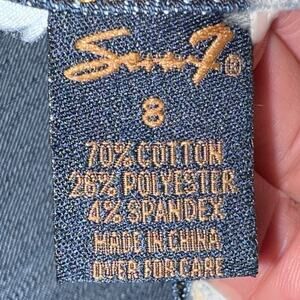 Seven7®
8
70% COTTON
26% POLYESTER
4% SPANDEX
MADE IN CHINA
OVER FOR CARE